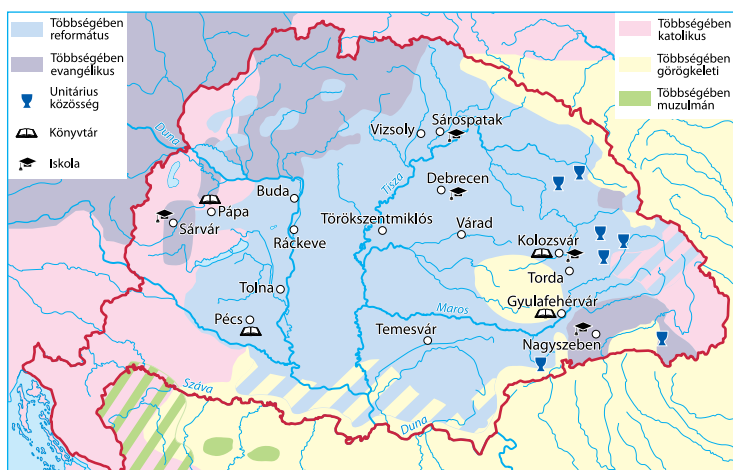 Többségében
református
Többségében
evangélikus
Unitárius
közösség
Könyvtár
Iskola
Többségében
katolikus
Többségében
görögkeleti
Többségében
muzulmán
Duna
Vizsoly
Sárospatak
Tisza
Debrecen
Buda
Pápa
Sárvár
Ráckeve
Törökszentmiklós
Várad
Kolozsvár
Torda
Tolna
Gyulafehérvár
Maros
Pécs
Temesvár
Nagyszeben
Száva
Duna